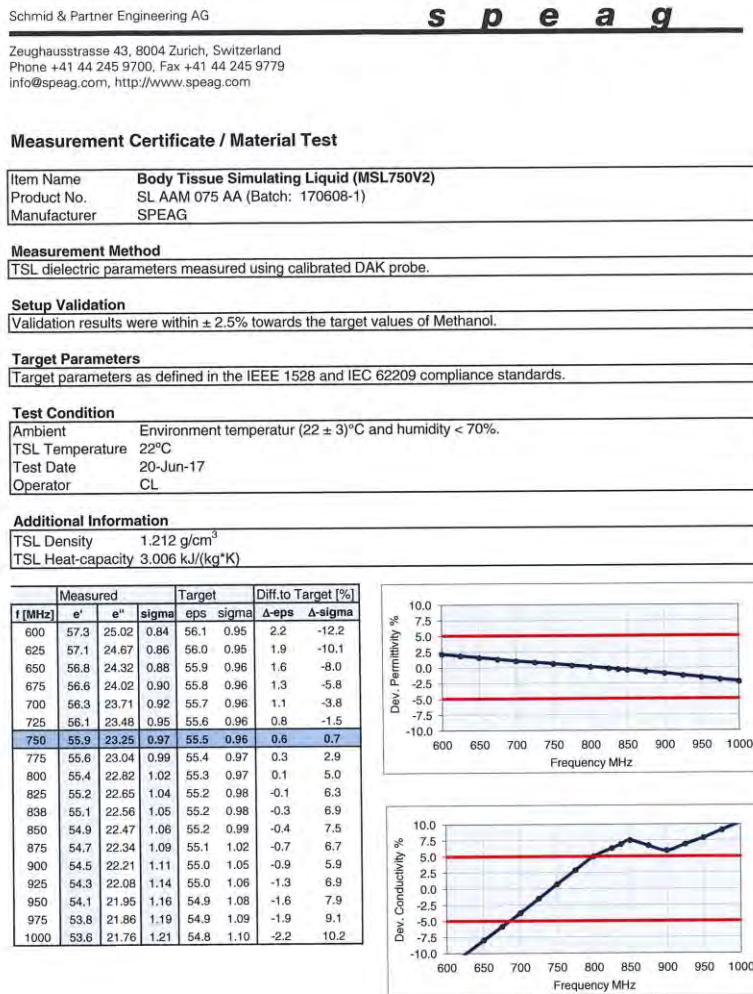 Schmid & Partner Engineering AG
s p e a g
Zeughausstrasse 43, 8004 Zurich, Switzerland
Phone +41 44 245 9700, Fax +41 44 245 9779
info@speag.com, http://www.speag.com
Measurement Certificate / Material Test
Item Name Body Tissue Simulating Liquid (MSL750V2)
Product No. SL AAM 075 AA (Batch: 170608-1)
Manufacturer SPEAG
Measurement Method
TSL dielectric parameters measured using calibrated DAK probe.
Setup Validation
Validation results were within ± 2.5% towards the target values of Methanol.
Target Parameters
Target parameters as defined in the IEEE 1528 and IEC 62209 compliance standards.
Test Condition
Ambient Environment temperatur (22 ± 3)°C and humidity < 70%.
TSL Temperature 22°C
Test Date 20-Jun-17
Operator CL
Additional Information
TSL Density 1.212 g/cm³
TSL Heat-capacity 3.006 kJ/(kg*K)
Measured Target Diff.to Target [%]
f [MHz] e' e'' sigma eps sigma Δ-eps Δ-sigma
600 57.3 25.02 0.84 56.1 0.95 2.2 -12.2
625 57.1 24.67 0.86 56.0 0.95 1.9 -10.1
650 56.8 24.32 0.88 55.9 0.96 1.6 -8.0
675 56.6 24.02 0.90 55.8 0.96 1.3 -5.8
700 56.3 23.71 0.92 55.7 0.96 1.1 -3.8
725 56.1 23.48 0.95 55.6 0.96 0.8 -1.5
750 55.9 23.25 0.97 55.5 0.96 0.6 0.7
775 55.6 23.04 0.99 55.4 0.97 0.3 2.9
800 55.4 22.82 1.02 55.3 0.97 0.1 5.0
825 55.2 22.65 1.04 55.2 0.98 -0.1 6.3
838 55.1 22.56 1.05 55.2 0.98 -0.3 6.9
850 54.9 22.47 1.06 55.2 0.99 -0.4 7.5
875 54.7 22.34 1.09 55.1 1.02 -0.7 6.7
900 54.5 22.21 1.11 55.0 1.05 -0.9 5.9
925 54.3 22.08 1.14 55.0 1.06 -1.3 6.9
950 54.1 21.95 1.16 54.9 1.08 -1.6 7.9
975 53.8 21.86 1.19 54.9 1.09 -1.9 9.1
1000 53.6 21.76 1.21 54.8 1.10 -2.2 10.2
Dev. Permittivity %
10.0
7.5
5.0
2.5
0.0
-2.5
-5.0
-7.5
-10.0
600 650 700 750 800 850 900 950 1000
Frequency MHz
Dev. Conductivity %
10.0
7.5
5.0
2.5
0.0
-2.5
-5.0
-7.5
-10.0
600 650 700 750 800 850 900 950 1000
Frequency MHz